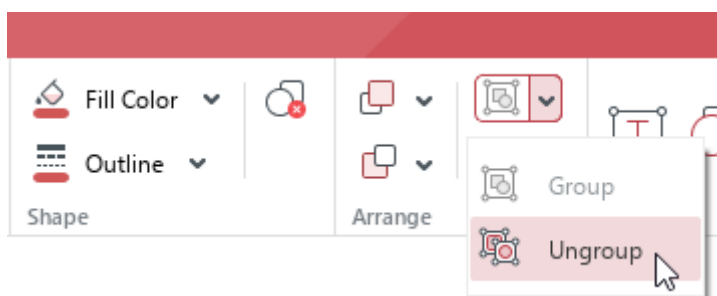 Fill Color
Outline
Shape
Arrange
Group
Ungroup